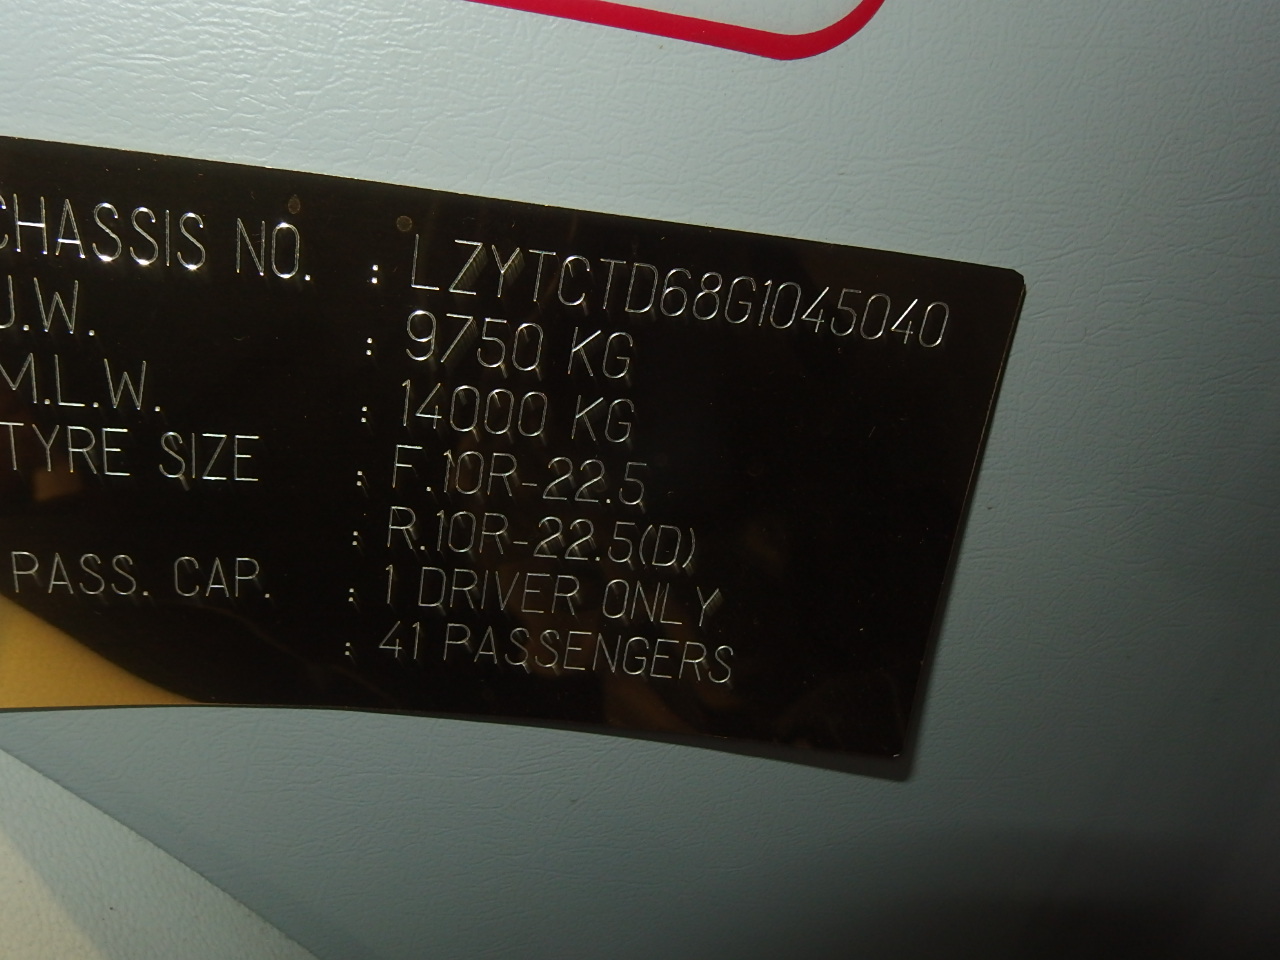 CHASSIS NO. : LZYTCTD68G1045040
U.W. : 9750 KG
M.L.W. : 14000 KG
TYRE SIZE : F.10R-22.5
: R.10R-22.5(D)
PASS. CAP. : 1 DRIVER ONLY
: 41 PASSENGERS